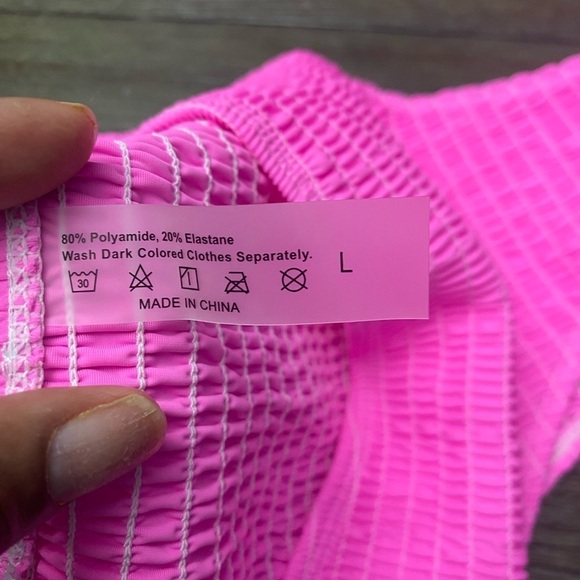 80% Polyamide, 20% Elastane
Wash Dark Colored Clothes Separately.
30
L
MADE IN CHINA